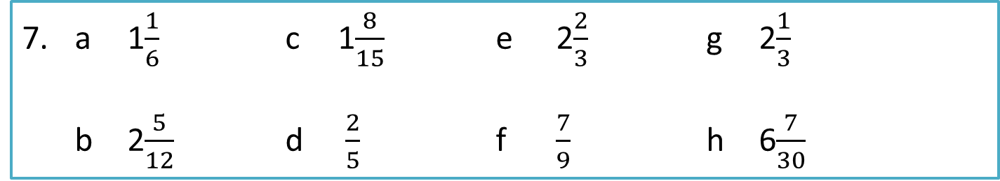 7. a 1 1/6 c 1 8/15 e 2 2/3 g 2 1/3
b 2 5/12 d 2/5 f 7/9 h 6 7/30